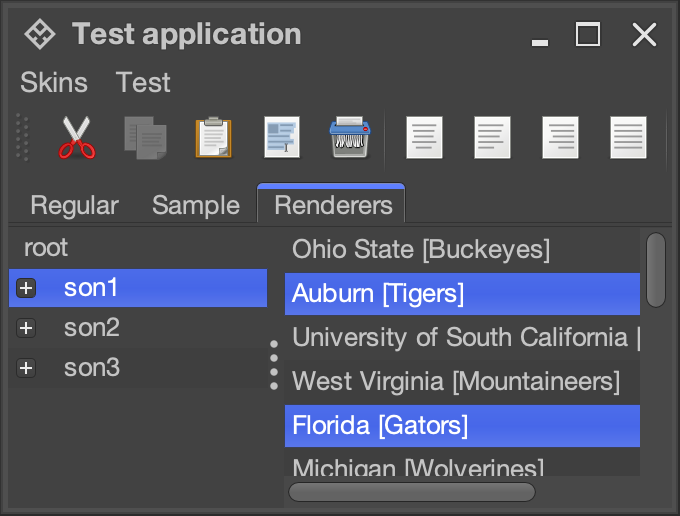 Test application
Skins Test
Regular Sample Renderers
root
son1
son2
son3
Ohio State [Buckeyes]
Auburn [Tigers]
University of South California [
West Virginia [Mountaineers]
Florida [Gators]
Michigan [Wolverines]